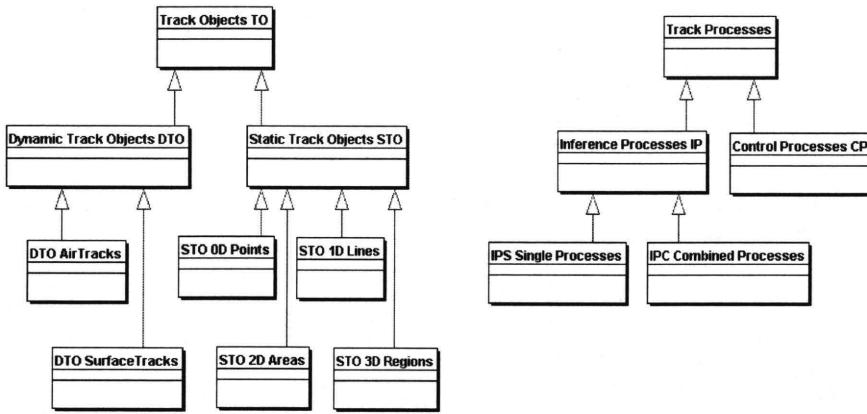 Track Objects TO
Track Processes
Dynamic Track Objects DTO
Static Track Objects STO
Inference Processes IP
Control Processes CP
DTO AirTracks
STO 0D Points
STO 1D Lines
IPS Single Processes
IPC Combined Processes
DTO SurfaceTracks
STO 2D Areas
STO 3D Regions